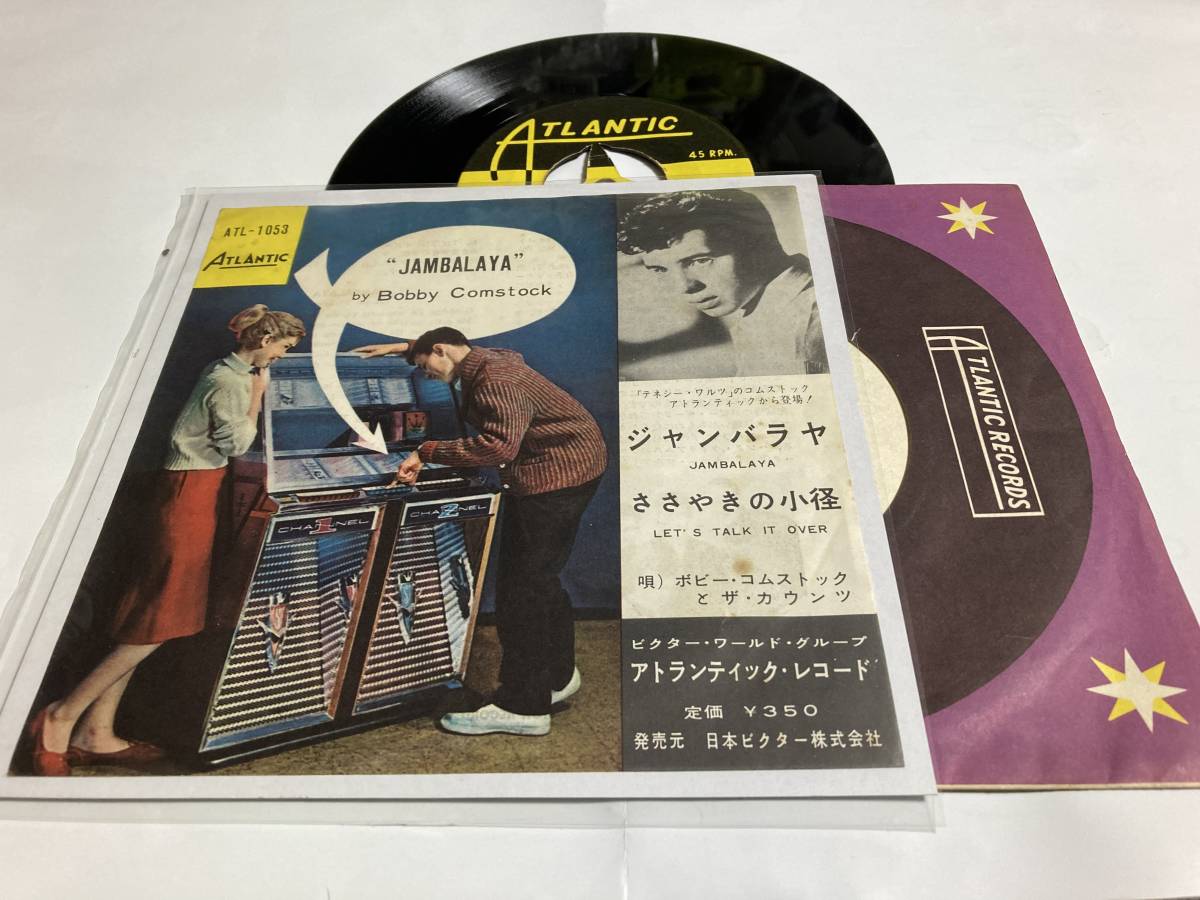 ATLANTIC
45 RPM.
ATL-1053
ATLANTIC
"JAMBALAYA"
by Bobby Comstock
CHA1NEL
CHA2NEL
「テネシー・ワルツ」のコムストック
アトランティックから登場!
ジャンバラヤ
JAMBALAYA
ささやきの小径
LET'S TALK IT OVER
唄) ボビー・コムストック
と ザ・カウンツ
ビクター・ワールド・グループ
アトランティック・レコード
定価 ¥350
発売元 日本ビクター株式会社
ATLANTIC RECORDS